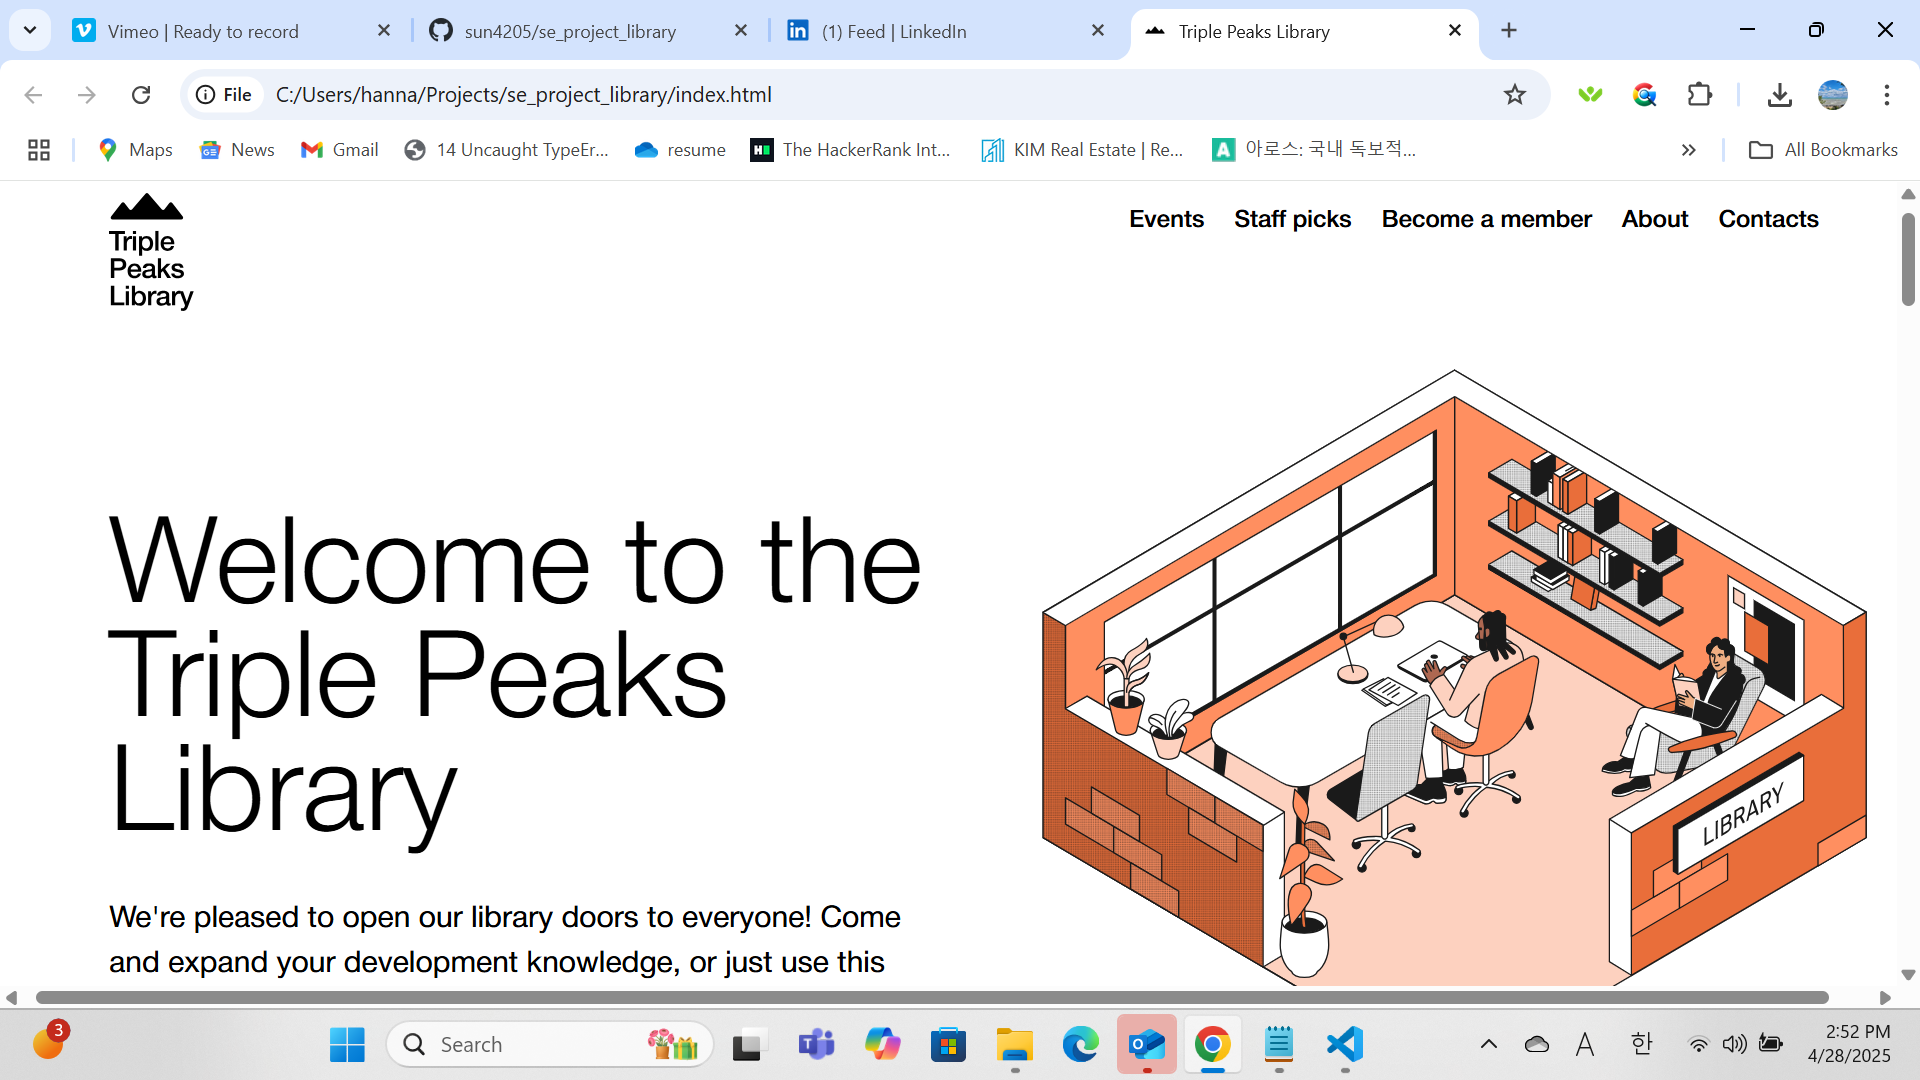 Vimeo | Ready to record
sun4205/se_project_library
(1) Feed | LinkedIn
Triple Peaks Library
File
C:/Users/hanna/Projects/se_project_library/index.html
Maps
News
Gmail
14 Uncaught TypeEr...
resume
The HackerRank Int...
KIM Real Estate | Re...
아로스: 국내 독보적...
All Bookmarks
Triple
Peaks
Library
Events
Staff picks
Become a member
About
Contacts
Welcome to the
Triple Peaks
Library
We're pleased to open our library doors to everyone! Come
and expand your development knowledge, or just use this
LIBRARY
3
Search
A
한
2:52 PM
4/28/2025